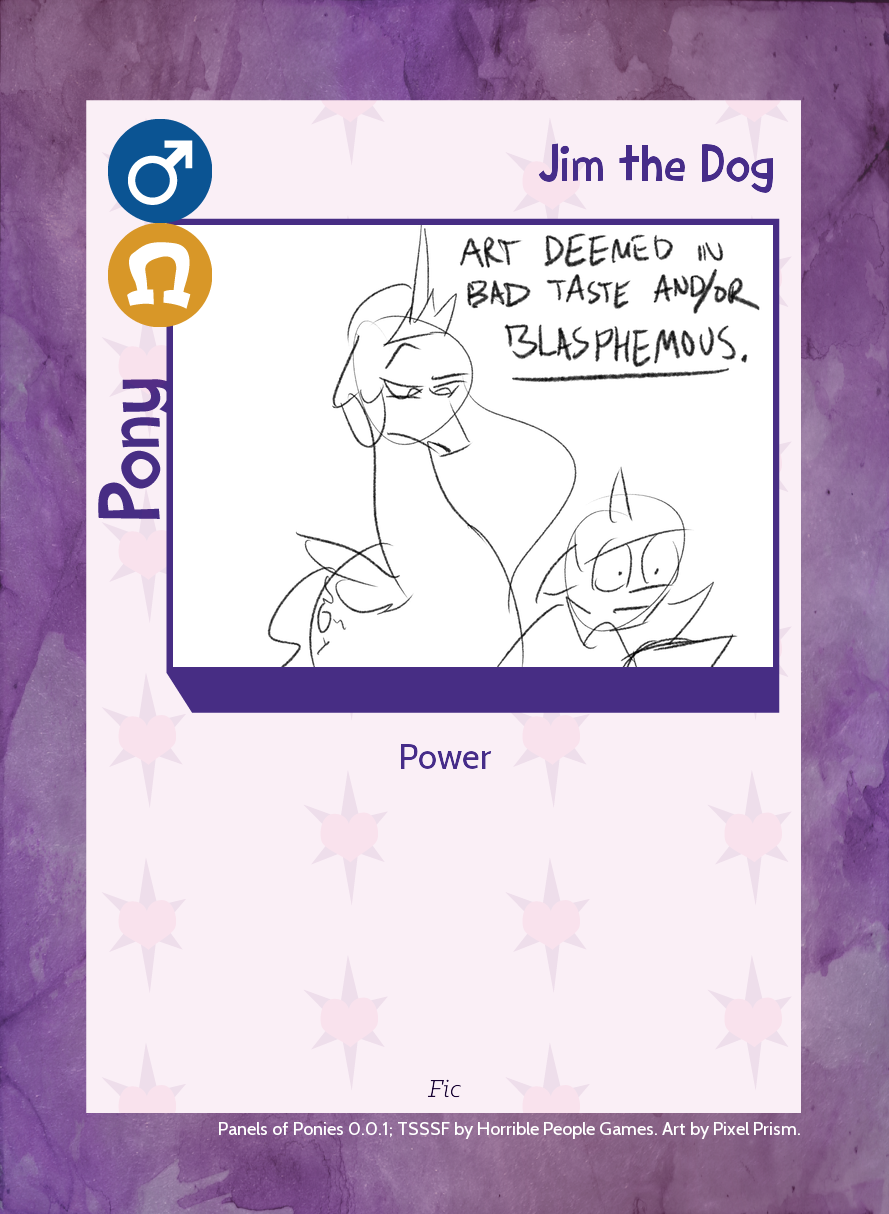 Jim the Dog
ART DEEMED IN
BAD TASTE AND/OR
BLASPHEMOUS.
Pony
Power
Fic
Panels of Ponies 0.0.1; TSSSF by Horrible People Games. Art by Pixel Prism.